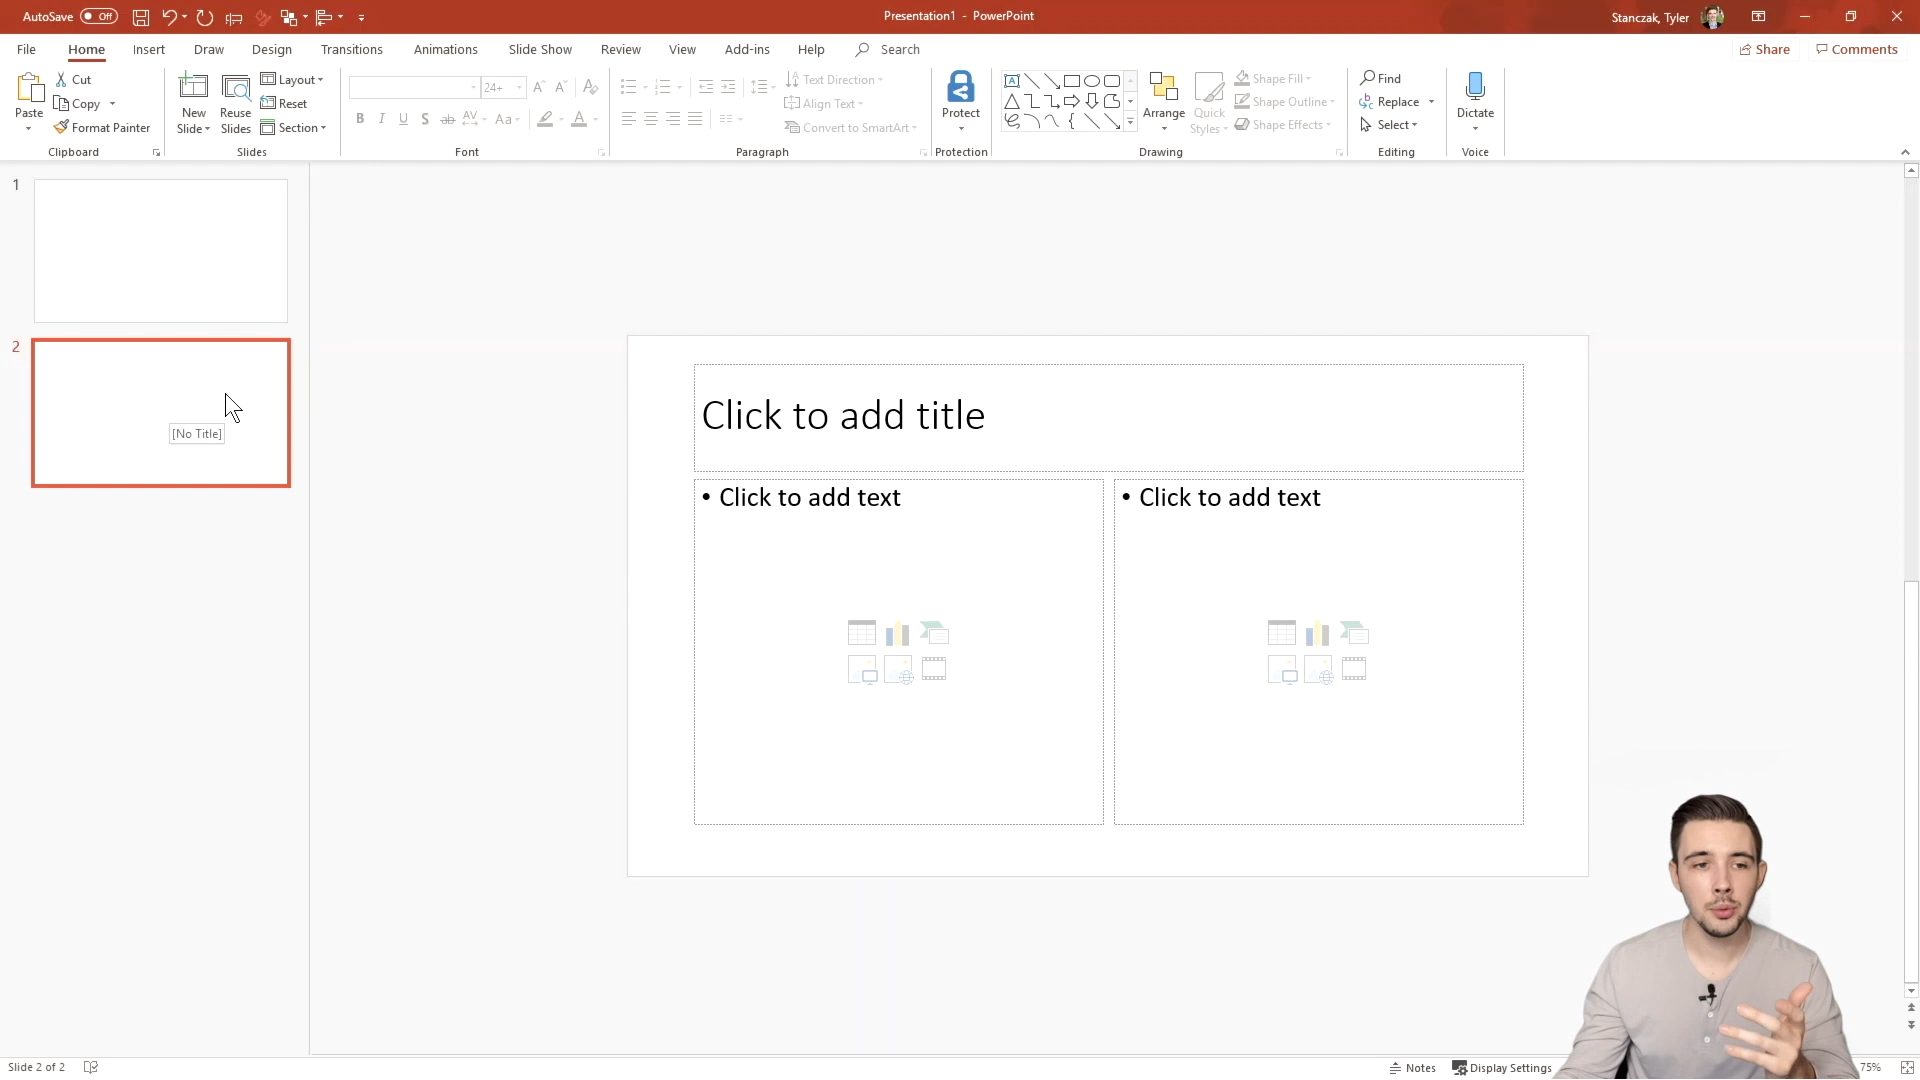 AutoSave Off
Presentation1 - PowerPoint
Stanczak, Tyler
File Home Insert Draw Design Transitions Animations Slide Show Review View Add-ins Help Search
Share Comments
Paste
Cut
Copy
Format Painter
Clipboard
New Slide
Reuse Slides
Layout
Reset
Section
Slides
24+
B I U S ab AV Aa A
Font
Text Direction
Align Text
Convert to SmartArt
Paragraph
Protect
Protection
Arrange
Quick Styles
Shape Fill
Shape Outline
Shape Effects
Drawing
Find
Replace
Select
Editing
Dictate
Voice
1
2
[No Title]
Click to add title
• Click to add text
• Click to add text
Slide 2 of 2
Notes
Display Settings
75%